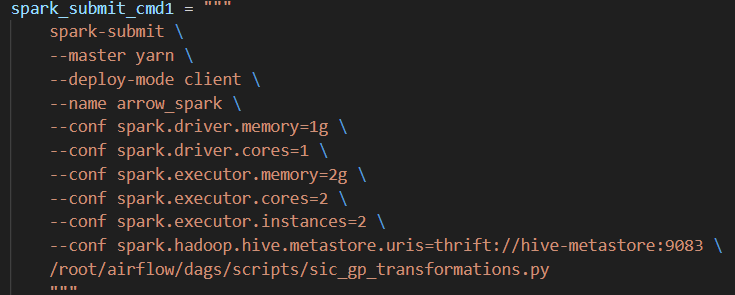 spark_submit_cmd1 = """
spark-submit \
--master yarn \
--deploy-mode client \
--name arrow_spark \
--conf spark.driver.memory=1g \
--conf spark.driver.cores=1 \
--conf spark.executor.memory=2g \
--conf spark.executor.cores=2 \
--conf spark.executor.instances=2 \
--conf spark.hadoop.hive.metastore.uris=thrift://hive-metastore:9083 \
/root/airflow/dags/scripts/sic_gp_transformations.py
"""